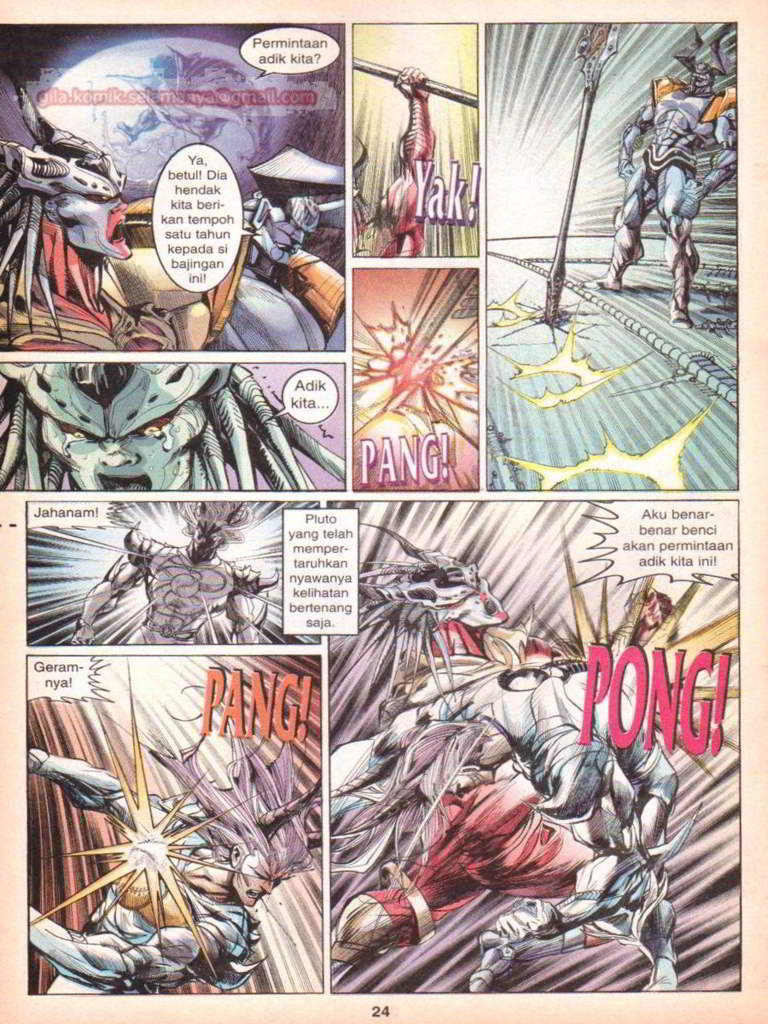 Permintaan
adik kita?
gila.komik.selamanya@gmail.com
Ya,
betul! Dia
hendak
kita beri-
kan tempoh
satu tahun
kepada si
bajingan
ini!
Yak!
Adik
kita...
PANG!
Jahanam!
Pluto
yang telah
memper-
taruhkan
nyawanya
kelihatan
bertenang
saja.
Aku benar-
benar benci
akan permintaan
adik kita ini!
Geram-
nya!
PANG!
PONG!
24